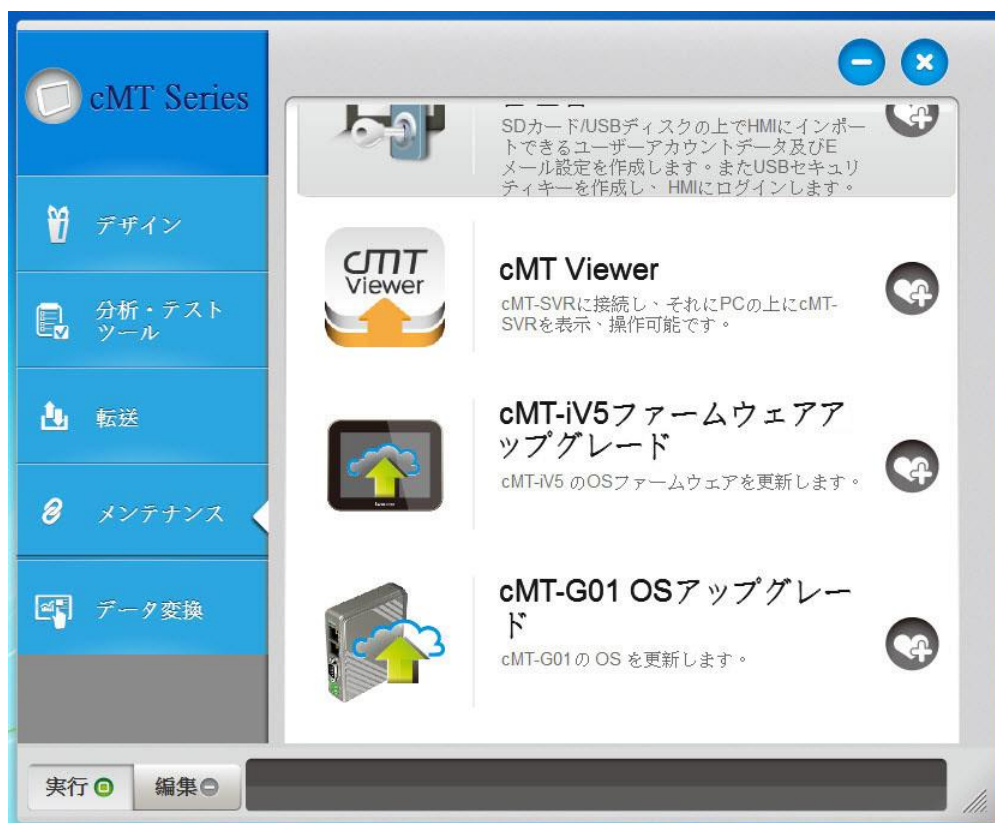 cMT Series
デザイン
分析・テスト
ツール
転送
メンテナンス
データ変換
SDカード/USBディスクの上でHMIにインポー
トできるユーザーアカウントデータ及びE
メール設定を作成します。またUSBセキュリ
ティキーを作成し、HMIにログインします。
cMT Viewer
cMT Viewer
cMT-SVRに接続し、それにPCの上にcMT-
SVRを表示、操作可能です。
cMT-iV5ファームウェアア
ップグレード
cMT-iV5 のOSファームウェアを更新します。
cMT-G01 OSアップグレー
ド
cMT-G01の OS を更新します。
実行
編集